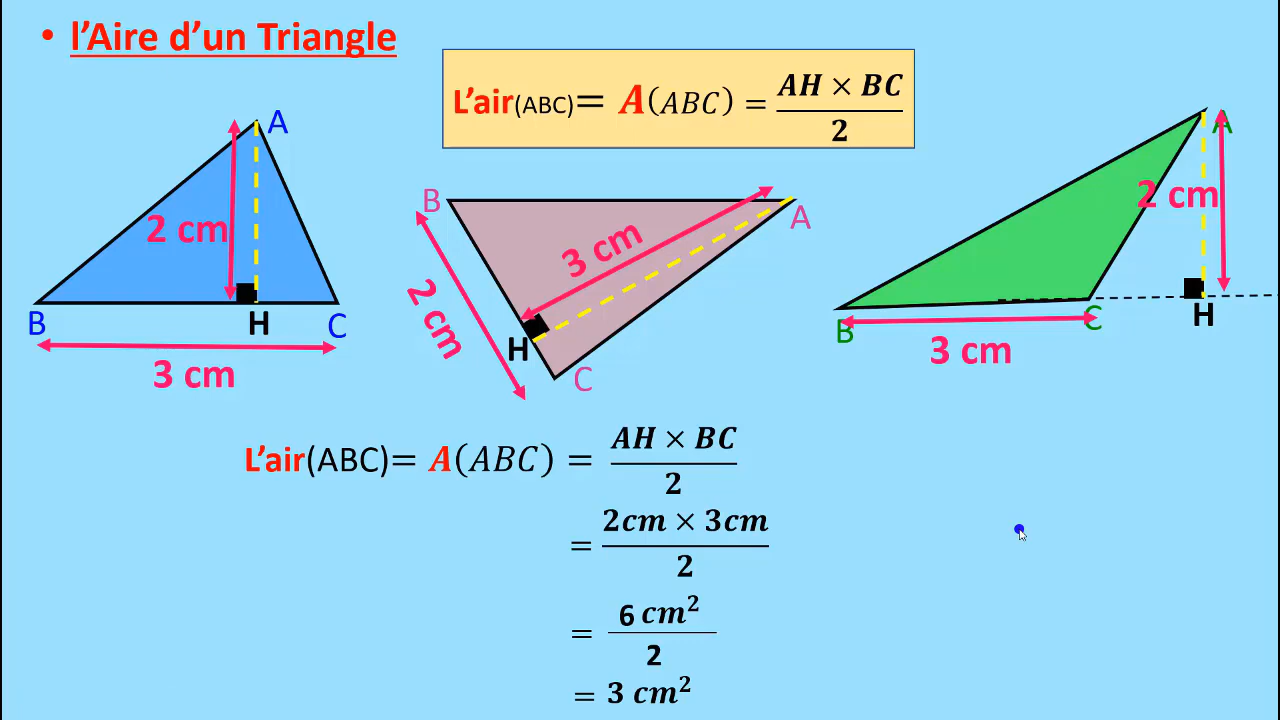 • l'Aire d'un Triangle
L'air(ABC)= A(ABC) = AH × BC / 2
A
2 cm
B
H
C
3 cm
B
A
3 cm
2 cm
H
C
A
2 cm
B
C
H
3 cm
L'air(ABC)= A(ABC) = AH × BC / 2
= 2cm × 3cm / 2
= 6 cm² / 2
= 3 cm²